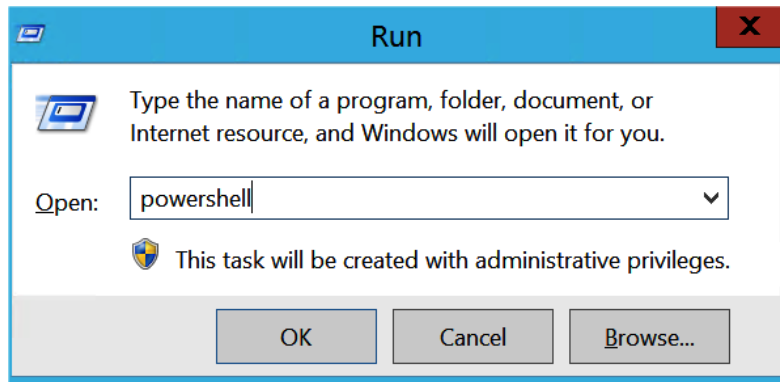 Run
X
Type the name of a program, folder, document, or
Internet resource, and Windows will open it for you.
Open: powershell
This task will be created with administrative privileges.
OK Cancel Browse...